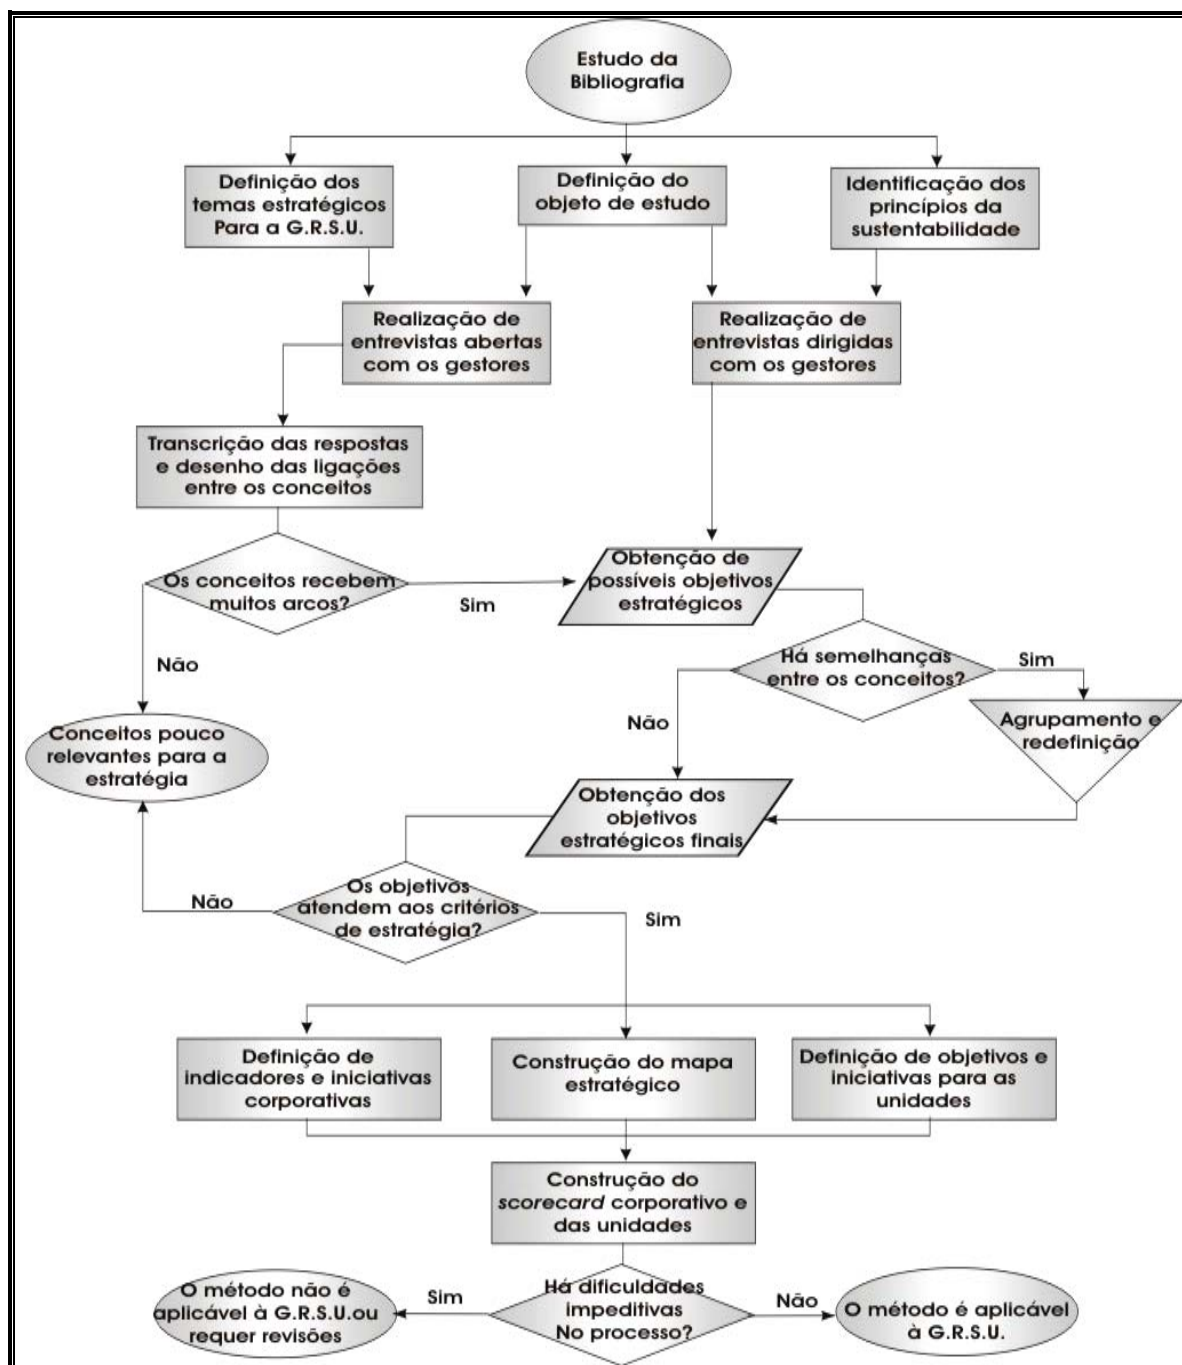 Estudo da
Bibliografia
Definição dos
temas estratégicos
Para a G.R.S.U.
Definição do
objeto de estudo
Identificação dos
princípios da
sustentabilidade
Realização de
entrevistas abertas
com os gestores
Realização de
entrevistas dirigidas
com os gestores
Transcrição das respostas
e desenho das ligações
entre os conceitos
Os conceitos recebem
muitos arcos?
Sim
Obtenção de
possíveis objetivos
estratégicos
Não
Há semelhanças
entre os conceitos?
Sim
Não
Agrupamento e
redefinição
Conceitos pouco
relevantes para a
estratégia
Obtenção dos
objetivos
estratégicos finais
Os objetivos
atendem aos critérios
de estratégia?
Não
Sim
Definição de
indicadores e iniciativas
corporativas
Construção do mapa
estratégico
Definição de objetivos e
iniciativas para as
unidades
Construção do
scorecard corporativo e
das unidades
Há dificuldades
impeditivas
No processo?
Sim
Não
O método não é
aplicável à G.R.S.U.ou
requer revisões
O método é aplicável
à G.R.S.U.